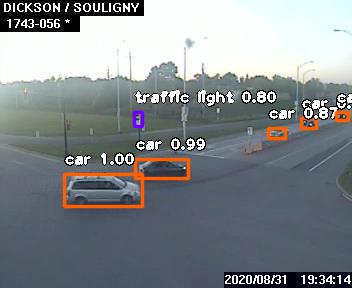 DICKSON / SOULIGNY
1743-056 *
traffic light 0.80
car
car 0.87
car 0.99
car 1.00
2020/08/31 19:34:14